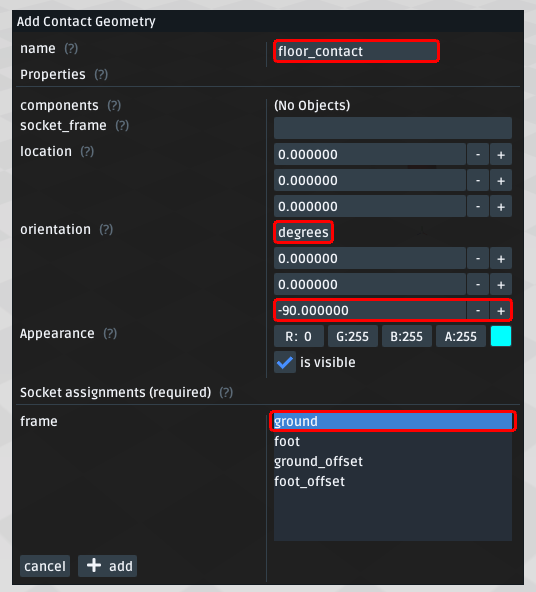 Add Contact Geometry
name (?) floor_contact
Properties (?)
components (?) (No Objects)
socket_frame (?)
location (?) 0.000000 - +
0.000000 - +
0.000000 - +
orientation (?) degrees
0.000000 - +
0.000000 - +
-90.000000 - +
Appearance (?) R: 0 G:255 B:255 A:255
is visible
Socket assignments (required) (?)
frame ground
foot
ground_offset
foot_offset
cancel + add